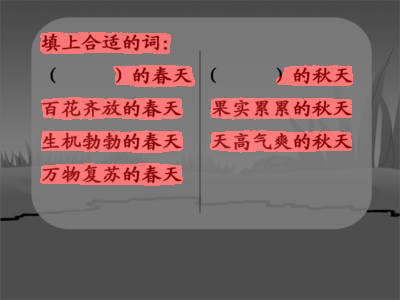 填上合适的词：
（　　　）的春天 （　　　）的秋天
百花齐放的春天 果实累累的秋天
生机勃勃的春天 天高气爽的秋天
万物复苏的春天